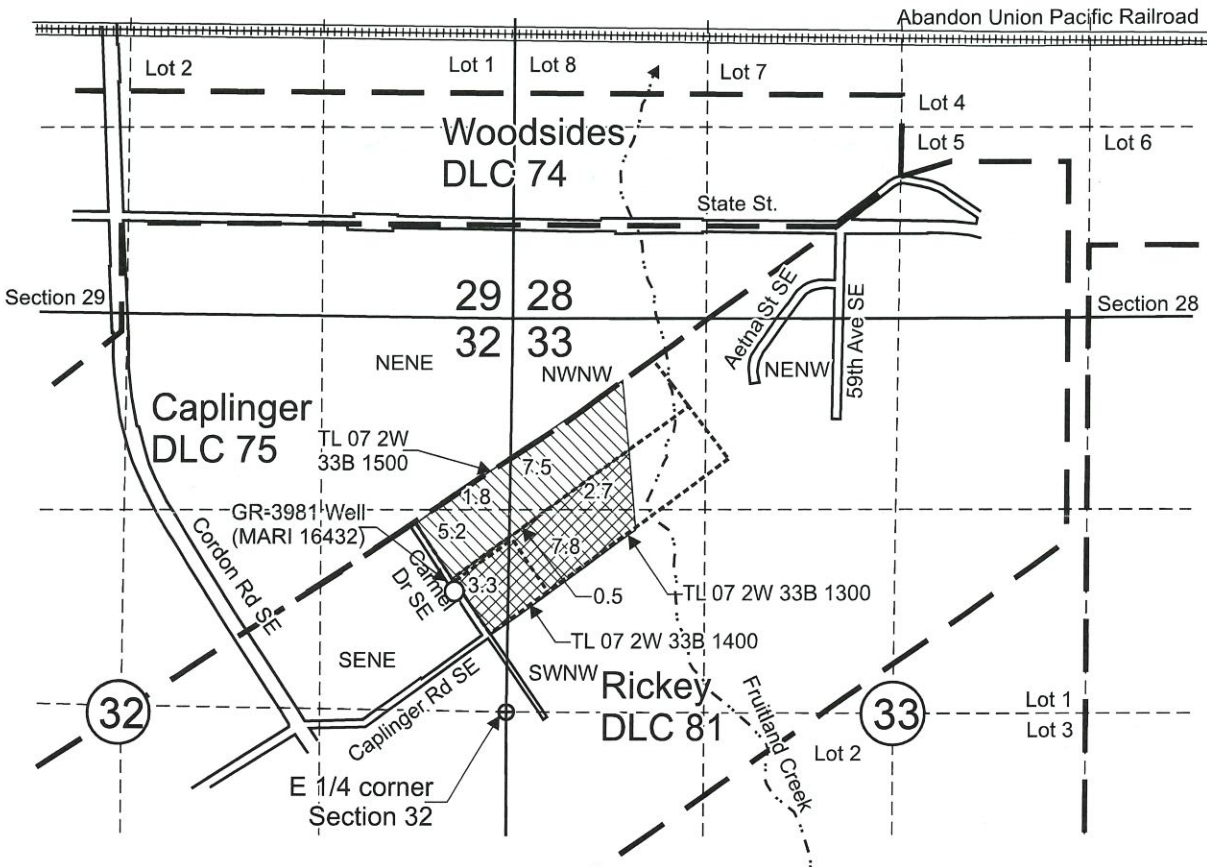 Abandon Union Pacific Railroad
Lot 2
Lot 1
Lot 8
Lot 7
Lot 4
Woodsides
DLC 74
Lot 5
Lot 6
State St.
Section 29
29
28
Aetna St SE
59th Ave SE
Section 28
32
33
NENE
NWNW
NENW
Caplinger
DLC 75
TL 07 2W
33B 1500
7.5
1.8
2.7
GR-3981 Well
(MARI 16432)
5.2
Cordon Rd SE
Carmel
Dr SE
7.8
3.3
0.5
TL 07 2W 33B 1300
TL 07 2W 33B 1400
SENE
SWNW
Caplinger Rd SE
Rickey
DLC 81
Fruitland Creek
32
33
Lot 1
Lot 3
Lot 2
E 1/4 corner
Section 32